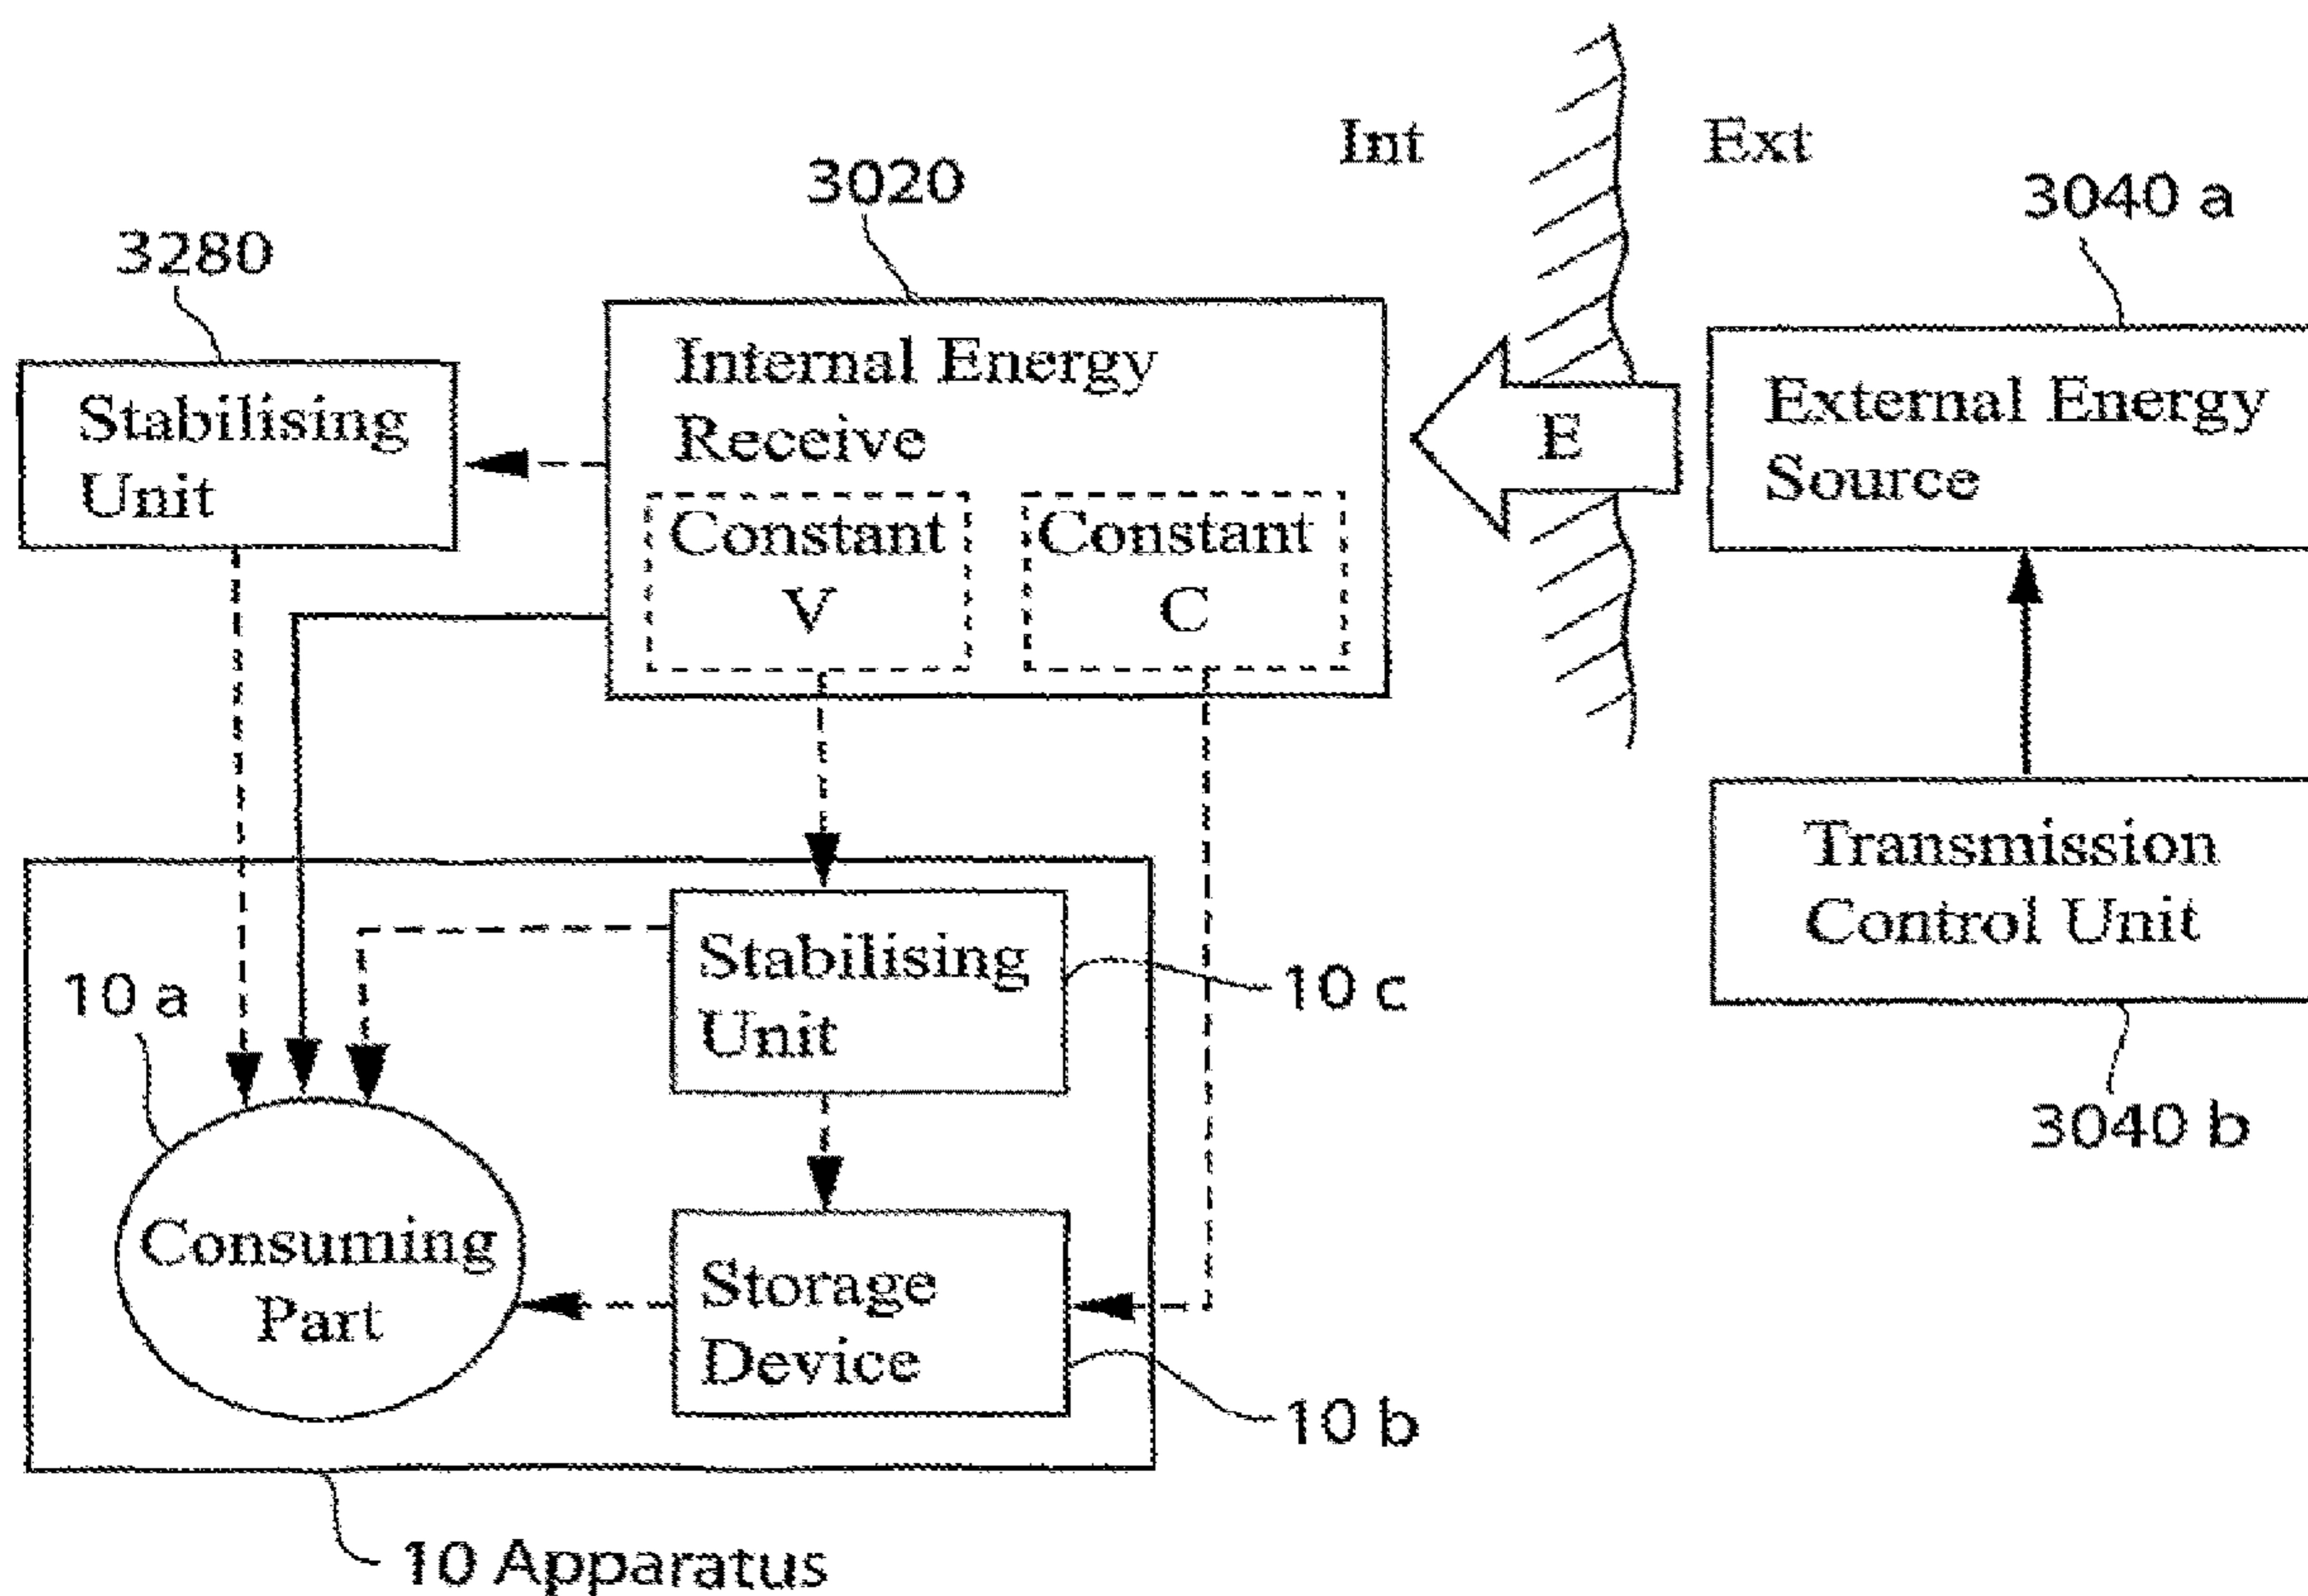 Int
Ext
3020
3040 a
3280
Internal Energy
Receive
External Energy
Source
Stabilising
Unit
E
Constant
V
Constant
C
Transmission
Control Unit
Stabilising
Unit
10 a
10 c
3040 b
Consuming
Part
Storage
Device
10 b
10 Apparatus